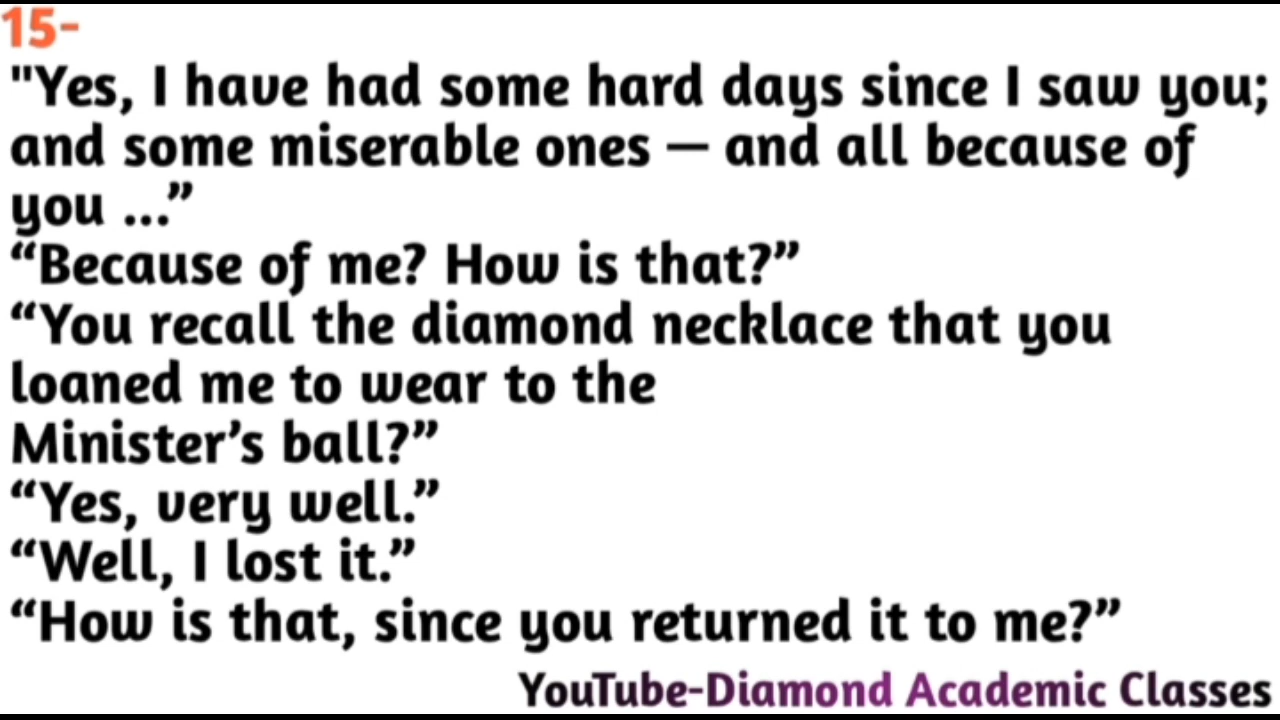 15-
"Yes, I have had some hard days since I saw you;
and some miserable ones — and all because of
you ...”
“Because of me? How is that?”
“You recall the diamond necklace that you
loaned me to wear to the
Minister’s ball?”
“Yes, very well.”
“Well, I lost it.”
“How is that, since you returned it to me?”
YouTube-Diamond Academic Classes